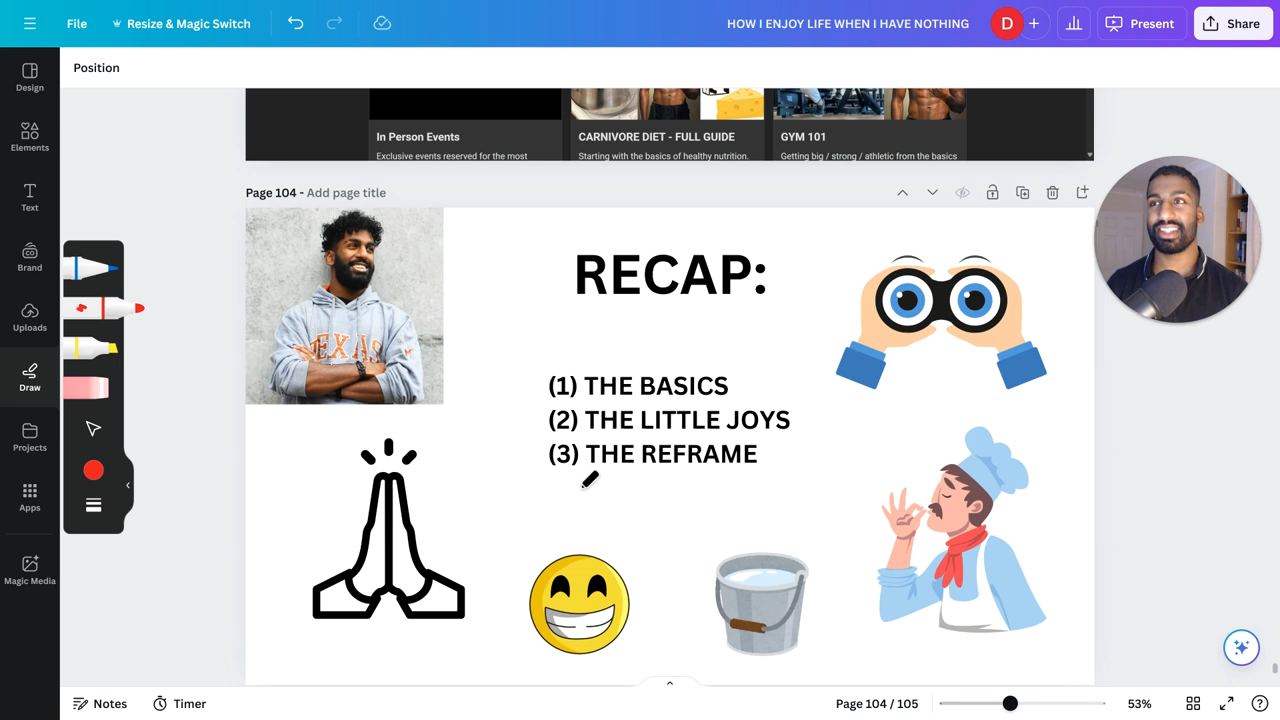 File
Resize & Magic Switch
HOW I ENJOY LIFE WHEN I HAVE NOTHING
D
Present
Share
Position
Design
Elements
Text
Brand
Uploads
Draw
Projects
Apps
Magic Media
In Person Events
Exclusive events reserved for the most
CARNIVORE DIET - FULL GUIDE
Starting with the basics of healthy nutrition.
GYM 101
Getting big / strong / athletic from the basics
Page 104 - Add page title
TEXAS
RECAP:
(1) THE BASICS
(2) THE LITTLE JOYS
(3) THE REFRAME
Notes
Timer
Page 104 / 105
53%